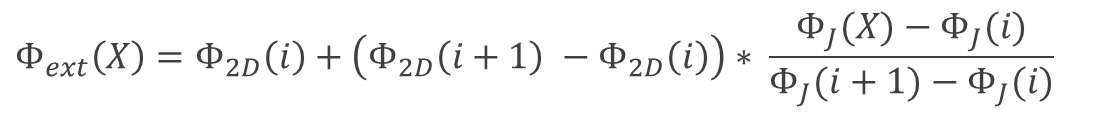 Φ_ext(X) = Φ_2D(i) + (Φ_2D(i + 1) − Φ_2D(i)) * (Φ_J(X) − Φ_J(i)) / (Φ_J(i + 1) − Φ_J(i))